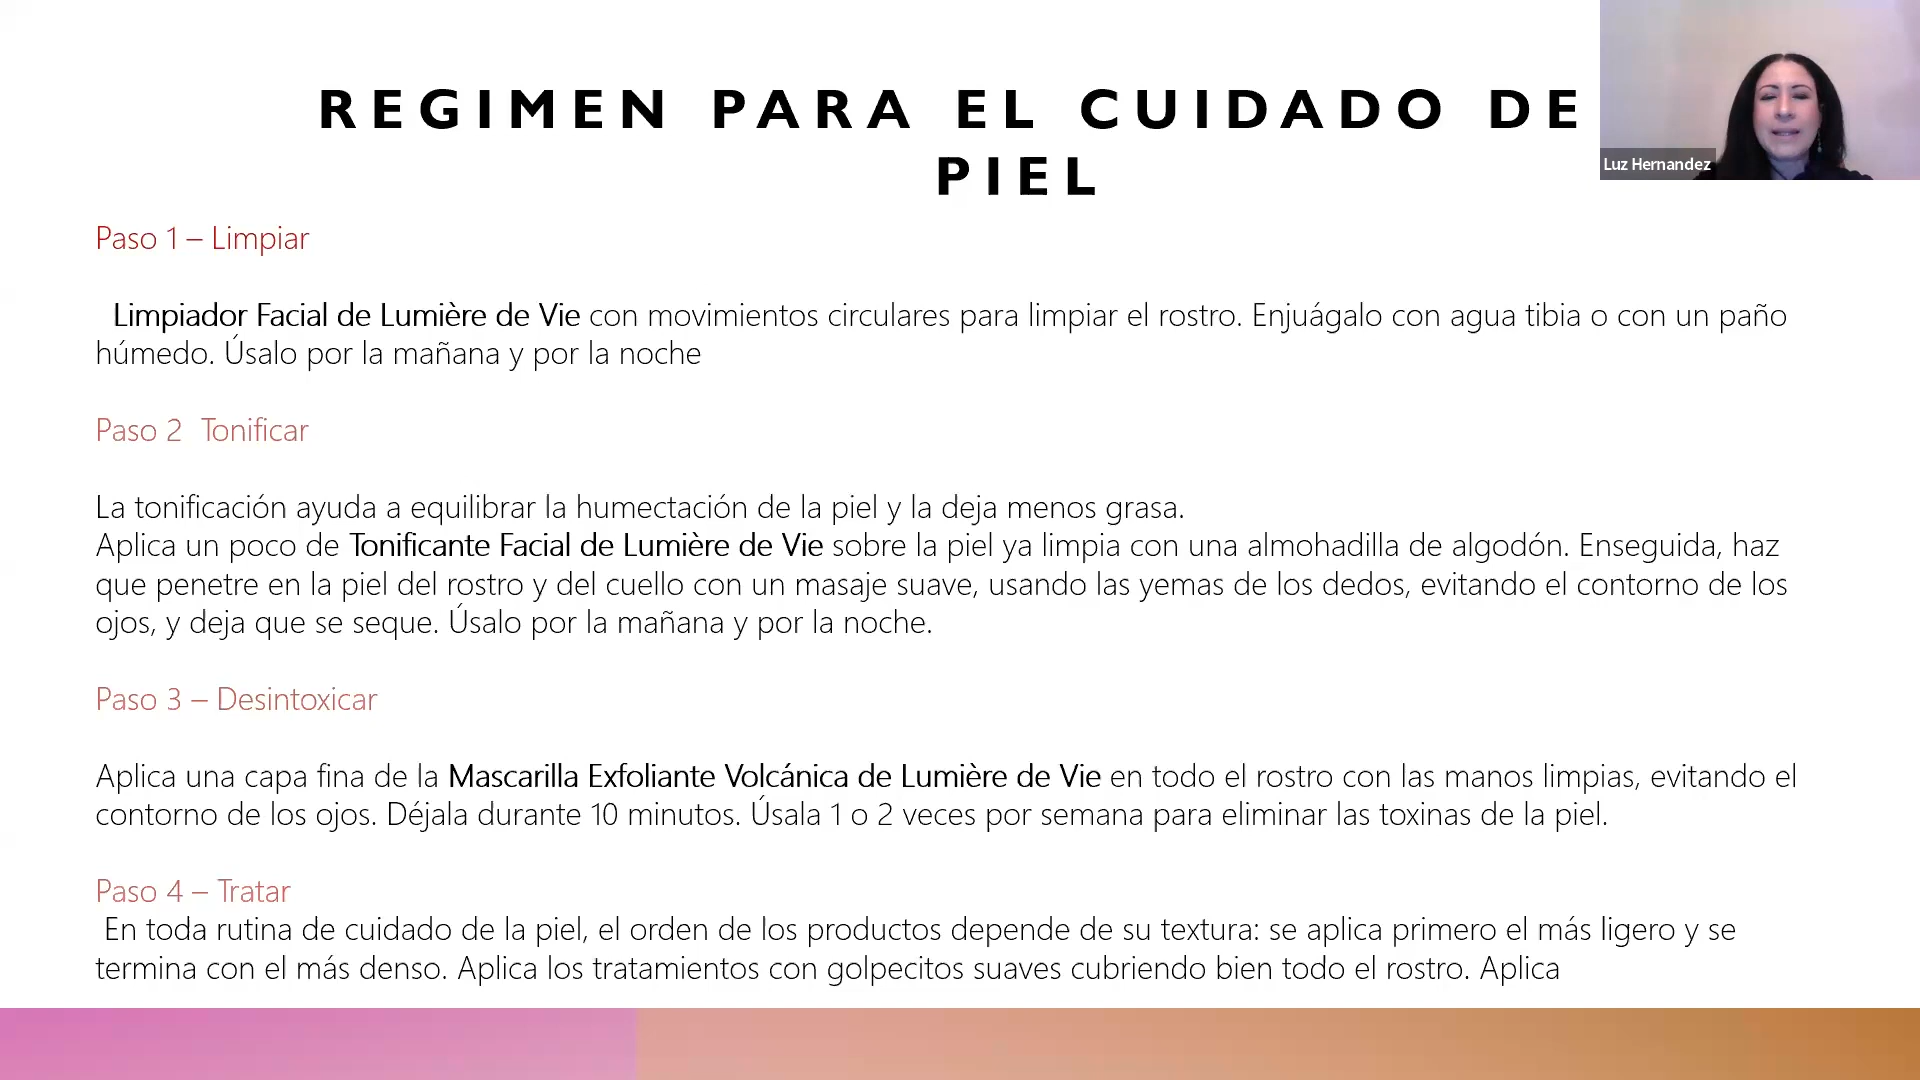 REGIMEN PARA EL CUIDADO DE
PIEL
Luz Hernandez
Paso 1 – Limpiar
Limpiador Facial de Lumière de Vie con movimientos circulares para limpiar el rostro. Enjuágalo con agua tibia o con un paño
húmedo. Úsalo por la mañana y por la noche
Paso 2 Tonificar
La tonificación ayuda a equilibrar la humectación de la piel y la deja menos grasa.
Aplica un poco de Tonificante Facial de Lumière de Vie sobre la piel ya limpia con una almohadilla de algodón. Enseguida, haz
que penetre en la piel del rostro y del cuello con un masaje suave, usando las yemas de los dedos, evitando el contorno de los
ojos, y deja que se seque. Úsalo por la mañana y por la noche.
Paso 3 – Desintoxicar
Aplica una capa fina de la Mascarilla Exfoliante Volcánica de Lumière de Vie en todo el rostro con las manos limpias, evitando el
contorno de los ojos. Déjala durante 10 minutos. Úsala 1 o 2 veces por semana para eliminar las toxinas de la piel.
Paso 4 – Tratar
En toda rutina de cuidado de la piel, el orden de los productos depende de su textura: se aplica primero el más ligero y se
termina con el más denso. Aplica los tratamientos con golpecitos suaves cubriendo bien todo el rostro. Aplica